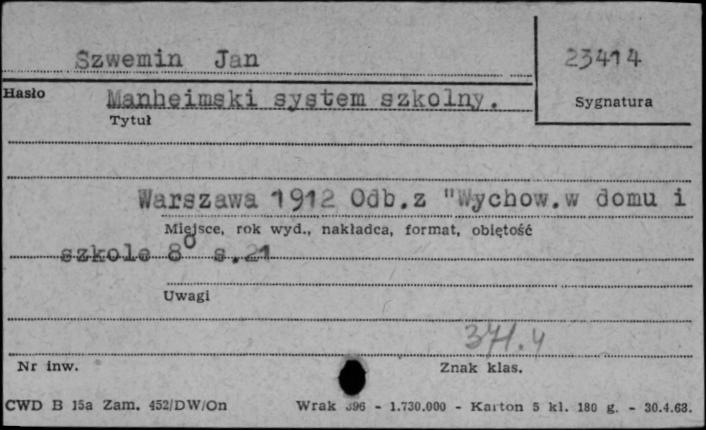 Szwemin Jan
23414
Hasło
Manheimski system szkolny.
Sygnatura
Tytuł
Warszawa 1912 Odb.z "Wychow.w domu i
Miejsce, rok wyd., nakładca, format, objętość
szkole 8⁰ s.21
Uwagi
371.4
Nr inw.
Znak klas.
CWD B 15a Zam. 452/DW/On
Wrak 396 - 1.730.000 - Karton 5 kl. 180 g. - 30.4.63.